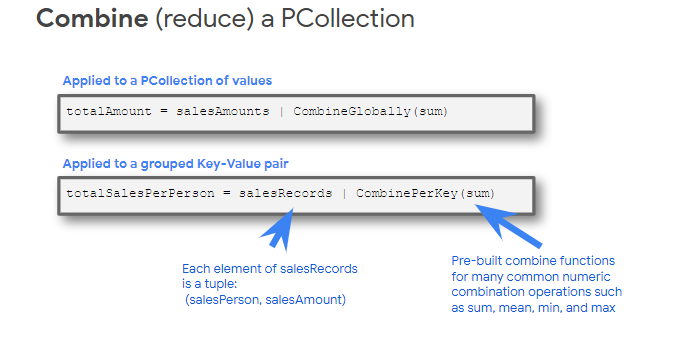 Combine (reduce) a PCollection
Applied to a PCollection of values
totalAmount = salesAmounts | CombineGlobally(sum)
Applied to a grouped Key-Value pair
totalSalesPerPerson = salesRecords | CombinePerKey(sum)
Each element of salesRecords
is a tuple:
(salesPerson, salesAmount)
Pre-built combine functions
for many common numeric
combination operations such
as sum, mean, min, and max